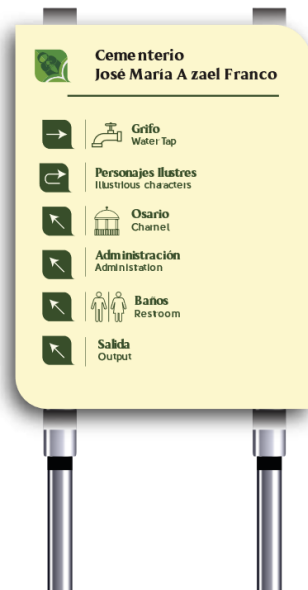 Cementerio
José María A zael Franco
Grifo
Water Tap
Personajes Ilustres
Illustrious characters
Osario
Charnel
Administración
Administation
Baños
Restoom
Salida
Output